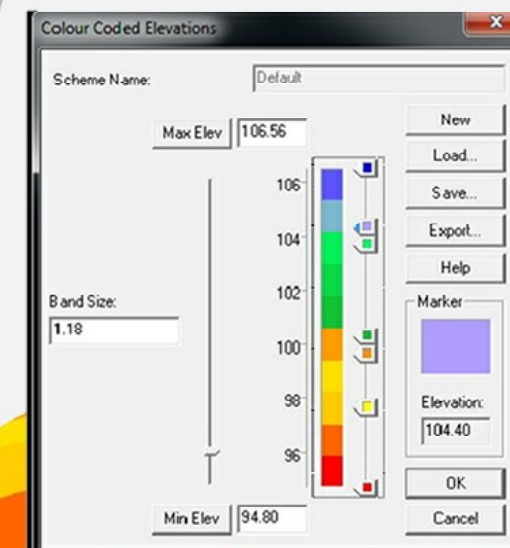 Colour Coded Elevations
Scheme Name: Default
Max Elev 106.56
New
Load...
Save...
Export...
Help
106
104
102
100
98
96
Band Size:
1.18
Marker
Elevation:
104.40
Min Elev 94.80
OK
Cancel